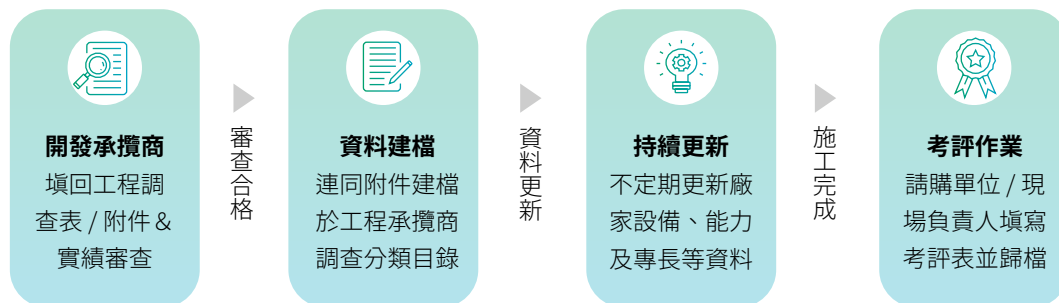 開發承攬商
填回工程調
查表 / 附件 &
實績審查
審查合格
資料建檔
連同附件建檔
於工程承攬商
調查分類目錄
資料更新
持續更新
不定期更新廠
家設備、能力
及專長等資料
施工完成
考評作業
請購單位 / 現
場負責人填寫
考評表並歸檔